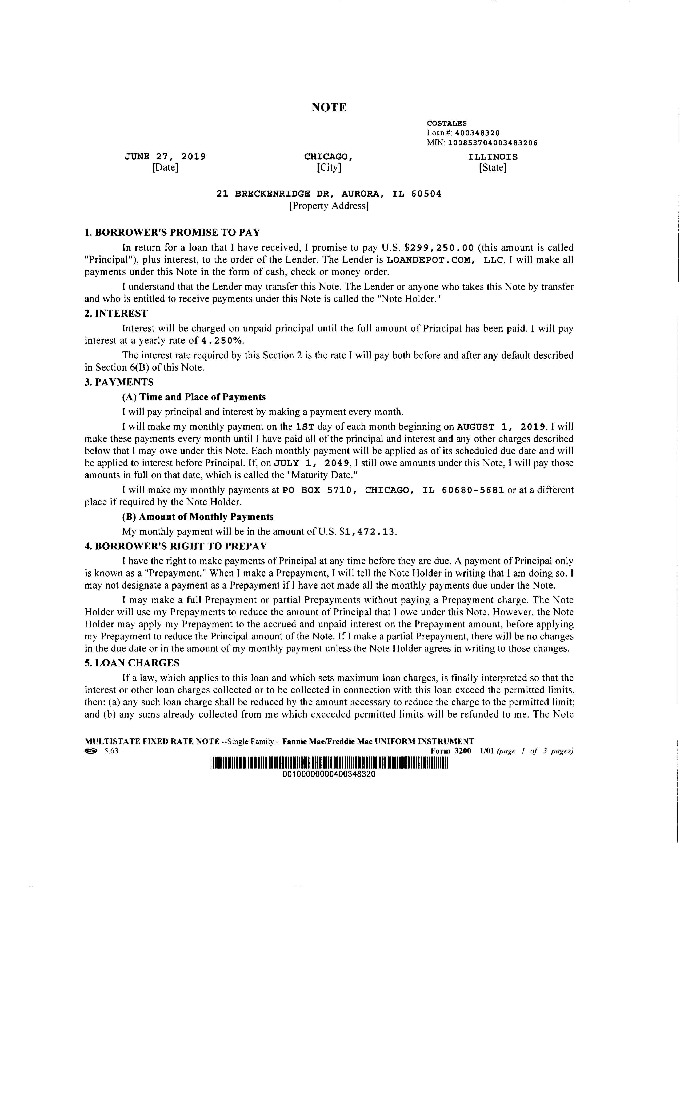 NOTE
COSTALES
Loan #: 400348320
MIN: 100853704003483206
JUNE 27, 2019 CHICAGO, ILLINOIS
[Date] [City] [State]
21 BRECKENRIDGE DR, AURORA, IL 60504
[Property Address]
1. BORROWER'S PROMISE TO PAY
In return for a loan that I have received, I promise to pay U.S. $299,250.00 (this amount is called
"Principal"), plus interest, to the order of the Lender. The Lender is LOANDEPOT.COM, LLC. I will make all
payments under this Note in the form of cash, check or money order.
I understand that the Lender may transfer this Note. The Lender or anyone who takes this Note by transfer
and who is entitled to receive payments under this Note is called the "Note Holder."
2. INTEREST
Interest will be charged on unpaid principal until the full amount of Principal has been paid. I will pay
interest at a yearly rate of 4.250%.
The interest rate required by this Section 2 is the rate I will pay both before and after any default described
in Section 6(B) of this Note.
3. PAYMENTS
(A) Time and Place of Payments
I will pay principal and interest by making a payment every month.
I will make my monthly payment on the 1ST day of each month beginning on AUGUST 1, 2019. I will
make these payments every month until I have paid all of the principal and interest and any other charges described
below that I may owe under this Note. Each monthly payment will be applied as of its scheduled due date and will
be applied to interest before Principal. If, on JULY 1, 2049, I still owe amounts under this Note, I will pay those
amounts in full on that date, which is called the "Maturity Date."
I will make my monthly payments at PO BOX 5710, CHICAGO, IL 60680-5681 or at a different
place if required by the Note Holder.
(B) Amount of Monthly Payments
My monthly payment will be in the amount of U.S. $1,472.13.
4. BORROWER'S RIGHT TO PREPAY
I have the right to make payments of Principal at any time before they are due. A payment of Principal only
is known as a "Prepayment." When I make a Prepayment, I will tell the Note Holder in writing that I am doing so. I
may not designate a payment as a Prepayment if I have not made all the monthly payments due under the Note.
I may make a full Prepayment or partial Prepayments without paying a Prepayment charge. The Note
Holder will use my Prepayments to reduce the amount of Principal that I owe under this Note. However, the Note
Holder may apply my Prepayment to the accrued and unpaid interest on the Prepayment amount, before applying
my Prepayment to reduce the Principal amount of the Note. If I make a partial Prepayment, there will be no changes
in the due date or in the amount of my monthly payment unless the Note Holder agrees in writing to those changes.
5. LOAN CHARGES
If a law, which applies to this loan and which sets maximum loan charges, is finally interpreted so that the
interest or other loan charges collected or to be collected in connection with this loan exceed the permitted limits,
then: (a) any such loan charge shall be reduced by the amount necessary to reduce the charge to the permitted limit;
and (b) any sums already collected from me which exceeded permitted limits will be refunded to me. The Note
MULTISTATE FIXED RATE NOTE --Single Family-- Fannie Mae/Freddie Mac UNIFORM INSTRUMENT
5.63 Form 3200 1/01 (page 1 of 3 pages)
00100000000400348320